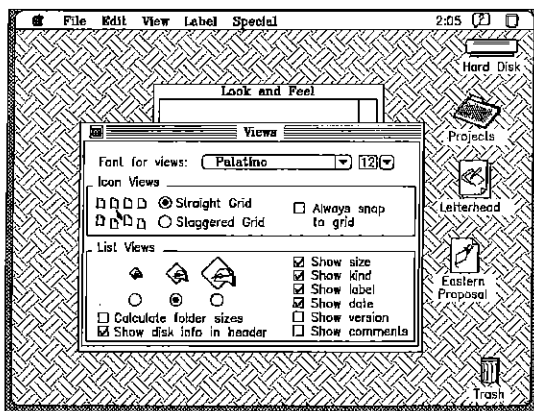 File Edit View Label Special 2:05
Hard Disk
Look and Feel
Views
Projects
Font for views: Palatino 12
Icon Views
Straight Grid
Staggered Grid
Always snap
to grid
Letterhead
List Views
Show size
Show kind
Show label
Show date
Show version
Show comments
Calculate folder sizes
Show disk info in header
Eastern
Proposal
Trash